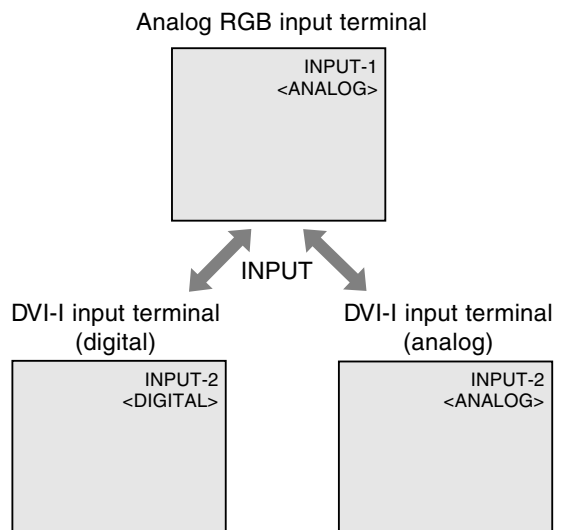 Analog RGB input terminal
INPUT-1
<ANALOG>
INPUT
DVI-I input terminal
(digital)
INPUT-2
<DIGITAL>
DVI-I input terminal
(analog)
INPUT-2
<ANALOG>